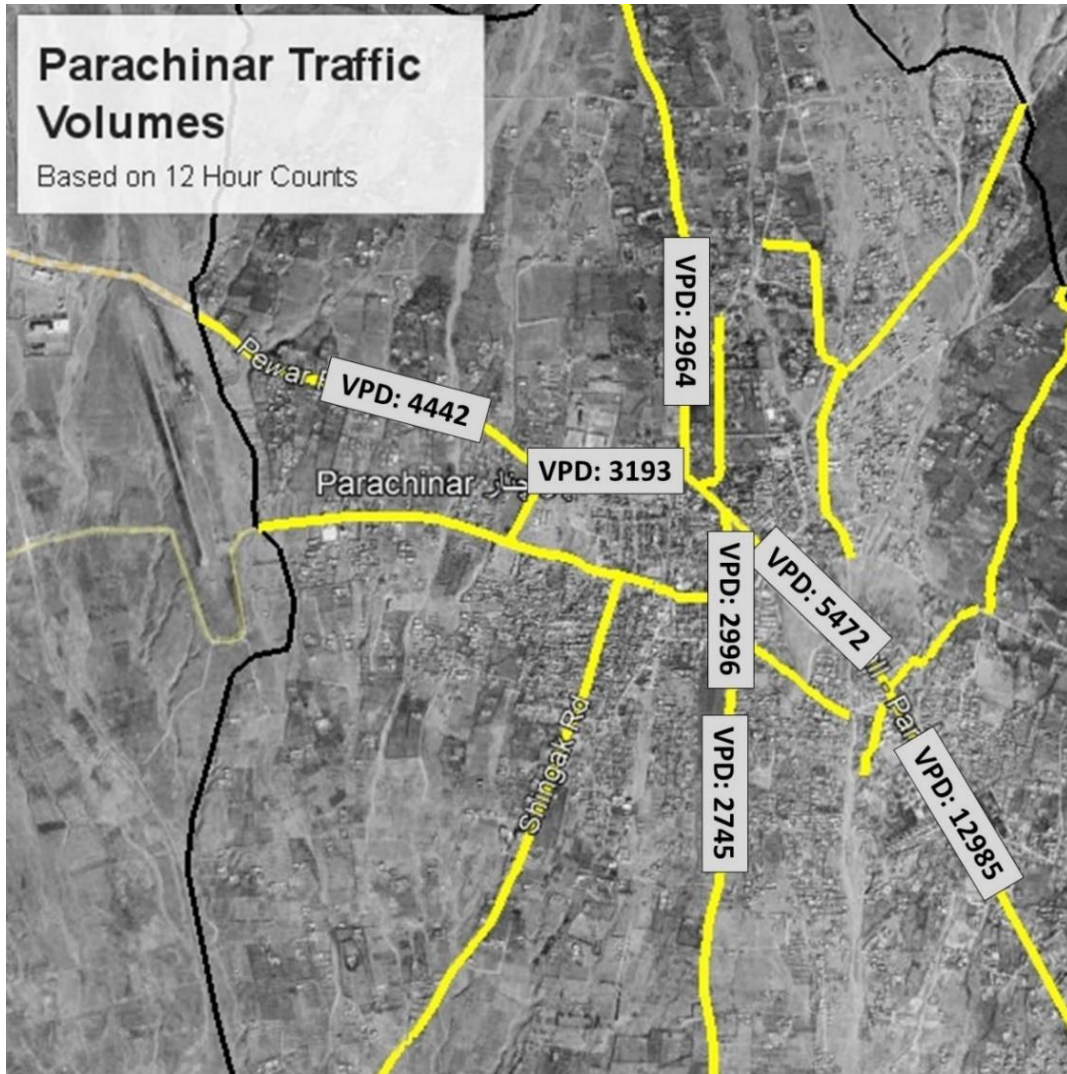 Parachinar Traffic
Volumes
Based on 12 Hour Counts
VPD: 2964
Pewar
VPD: 4442
VPD: 3193
Parachinar
VPD: 5472
VPD: 2996
Shingak Rd
VPD: 2745
VPD: 12985